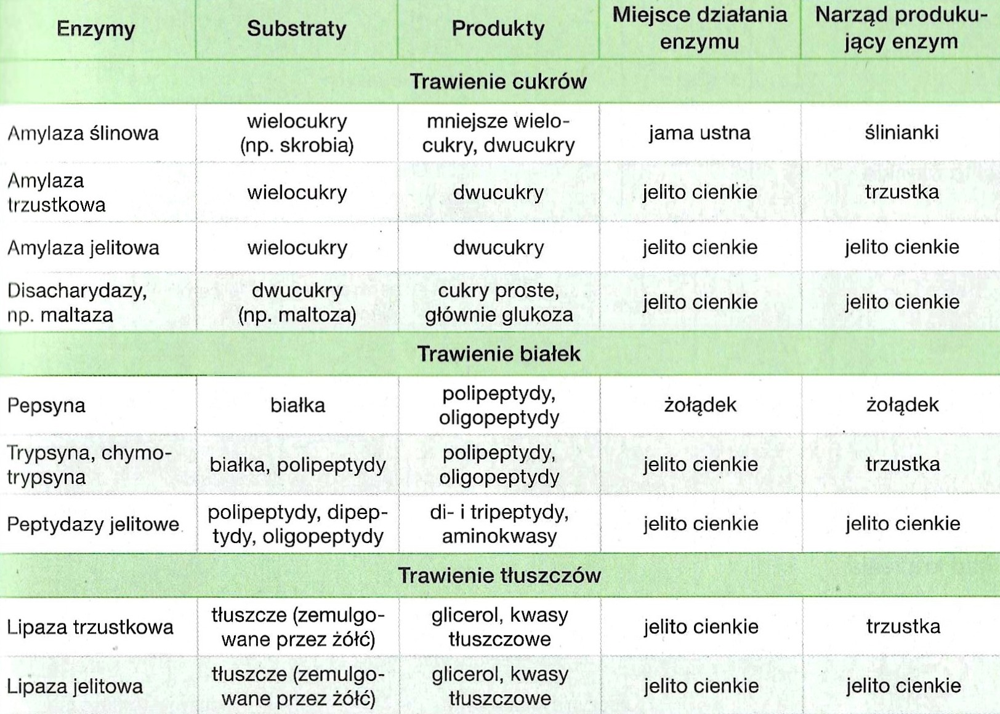 Enzymy
Substraty
Produkty
Miejsce działania
enzymu
Narząd produku-
jący enzym
Trawienie cukrów
Amylaza ślinowa
wielocukry
(np. skrobia)
mniejsze wielo-
cukry, dwucukry
jama ustna
ślinianki
Amylaza
trzustkowa
wielocukry
dwucukry
jelito cienkie
trzustka
Amylaza jelitowa
wielocukry
dwucukry
jelito cienkie
jelito cienkie
Disacharydazy,
np. maltaza
dwucukry
(np. maltoza)
cukry proste,
głównie glukoza
jelito cienkie
jelito cienkie
Trawienie białek
Pepsyna
białka
polipeptydy,
oligopeptydy
żołądek
żołądek
Trypsyna, chymo-
trypsyna
białka, polipeptydy
polipeptydy,
oligopeptydy
jelito cienkie
trzustka
Peptydazy jelitowe
polipeptydy, dipep-
tydy, oligopeptydy
di- i tripeptydy,
aminokwasy
jelito cienkie
jelito cienkie
Trawienie tłuszczów
Lipaza trzustkowa
tłuszcze (zemulgo-
wane przez żółć)
glicerol, kwasy
tłuszczowe
jelito cienkie
trzustka
Lipaza jelitowa
tłuszcze (zemulgo-
wane przez żółć)
glicerol, kwasy
tłuszczowe
jelito cienkie
jelito cienkie